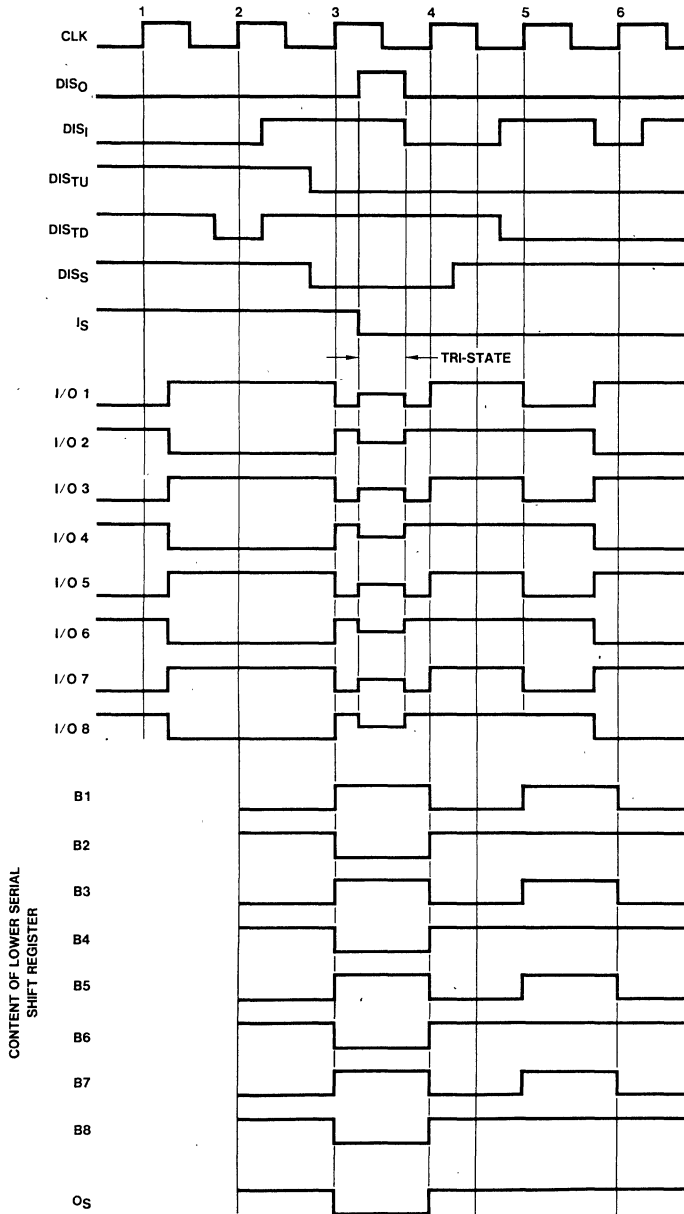 1 2 3 4 5 6
CLK
DISO
DISI
DISTU
DISTD
DISS
IS
TRI-STATE
I/O 1
I/O 2
I/O 3
I/O 4
I/O 5
I/O 6
I/O 7
I/O 8
B1
B2
B3
B4
B5
B6
B7
B8
OS
CONTENT OF LOWER SERIAL
SHIFT REGISTER